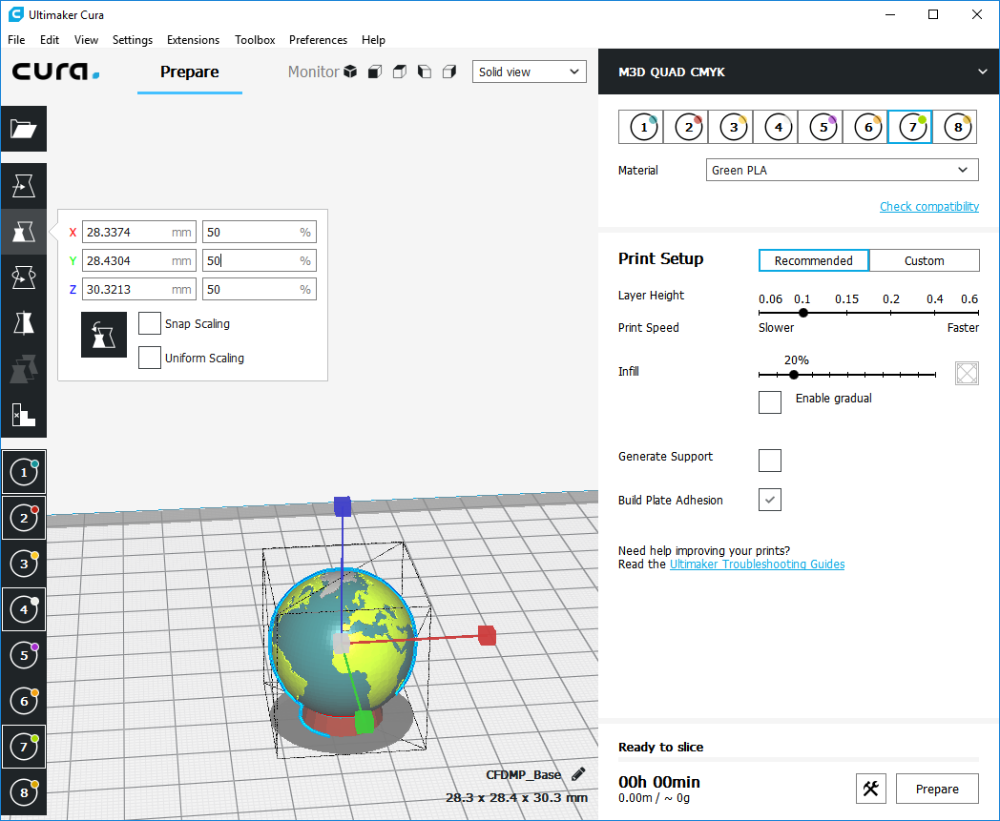 Ultimaker Cura
File Edit View Settings Extensions Toolbox Preferences Help
cura. Prepare Monitor Solid view
M3D QUAD CMYK
1 2 3 4 5 6 7 8
Material Green PLA
Check compatibility
X 28.3374 mm 50 %
Y 28.4304 mm 50 %
Z 30.3213 mm 50 %
Snap Scaling
Uniform Scaling
Print Setup Recommended Custom
Layer Height 0.06 0.1 0.15 0.2 0.4 0.6
Print Speed Slower Faster
20%
Infill
Enable gradual
Generate Support
Build Plate Adhesion
Need help improving your prints?
Read the Ultimaker Troubleshooting Guides
1
2
3
4
5
6
7
8
CFDMP_Base
28.3 x 28.4 x 30.3 mm
Ready to slice
00h 00min
0.00m / ~ 0g
Prepare